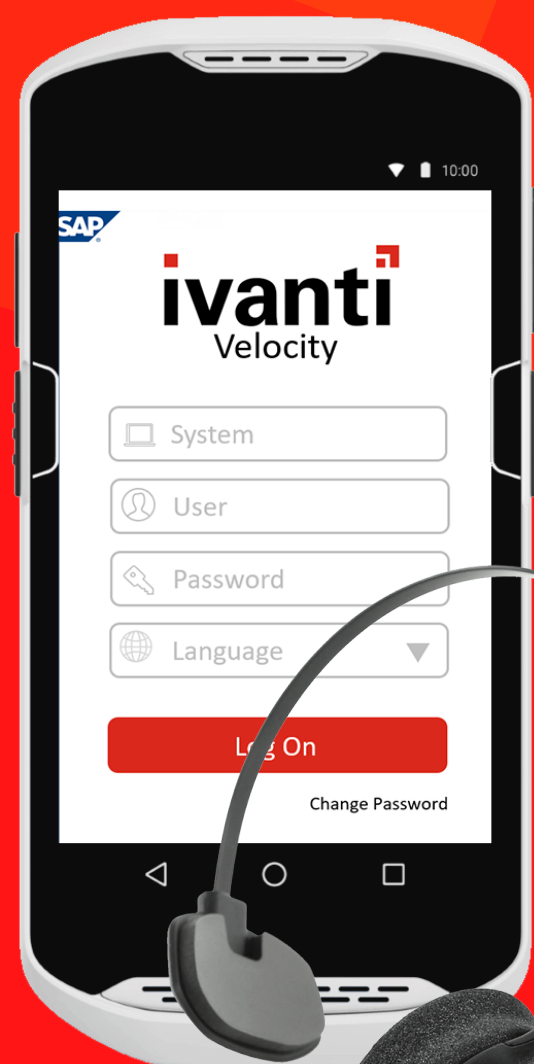 10:00
SAP
ivanti
Velocity
System
User
Password
Language
Log On
Change Password